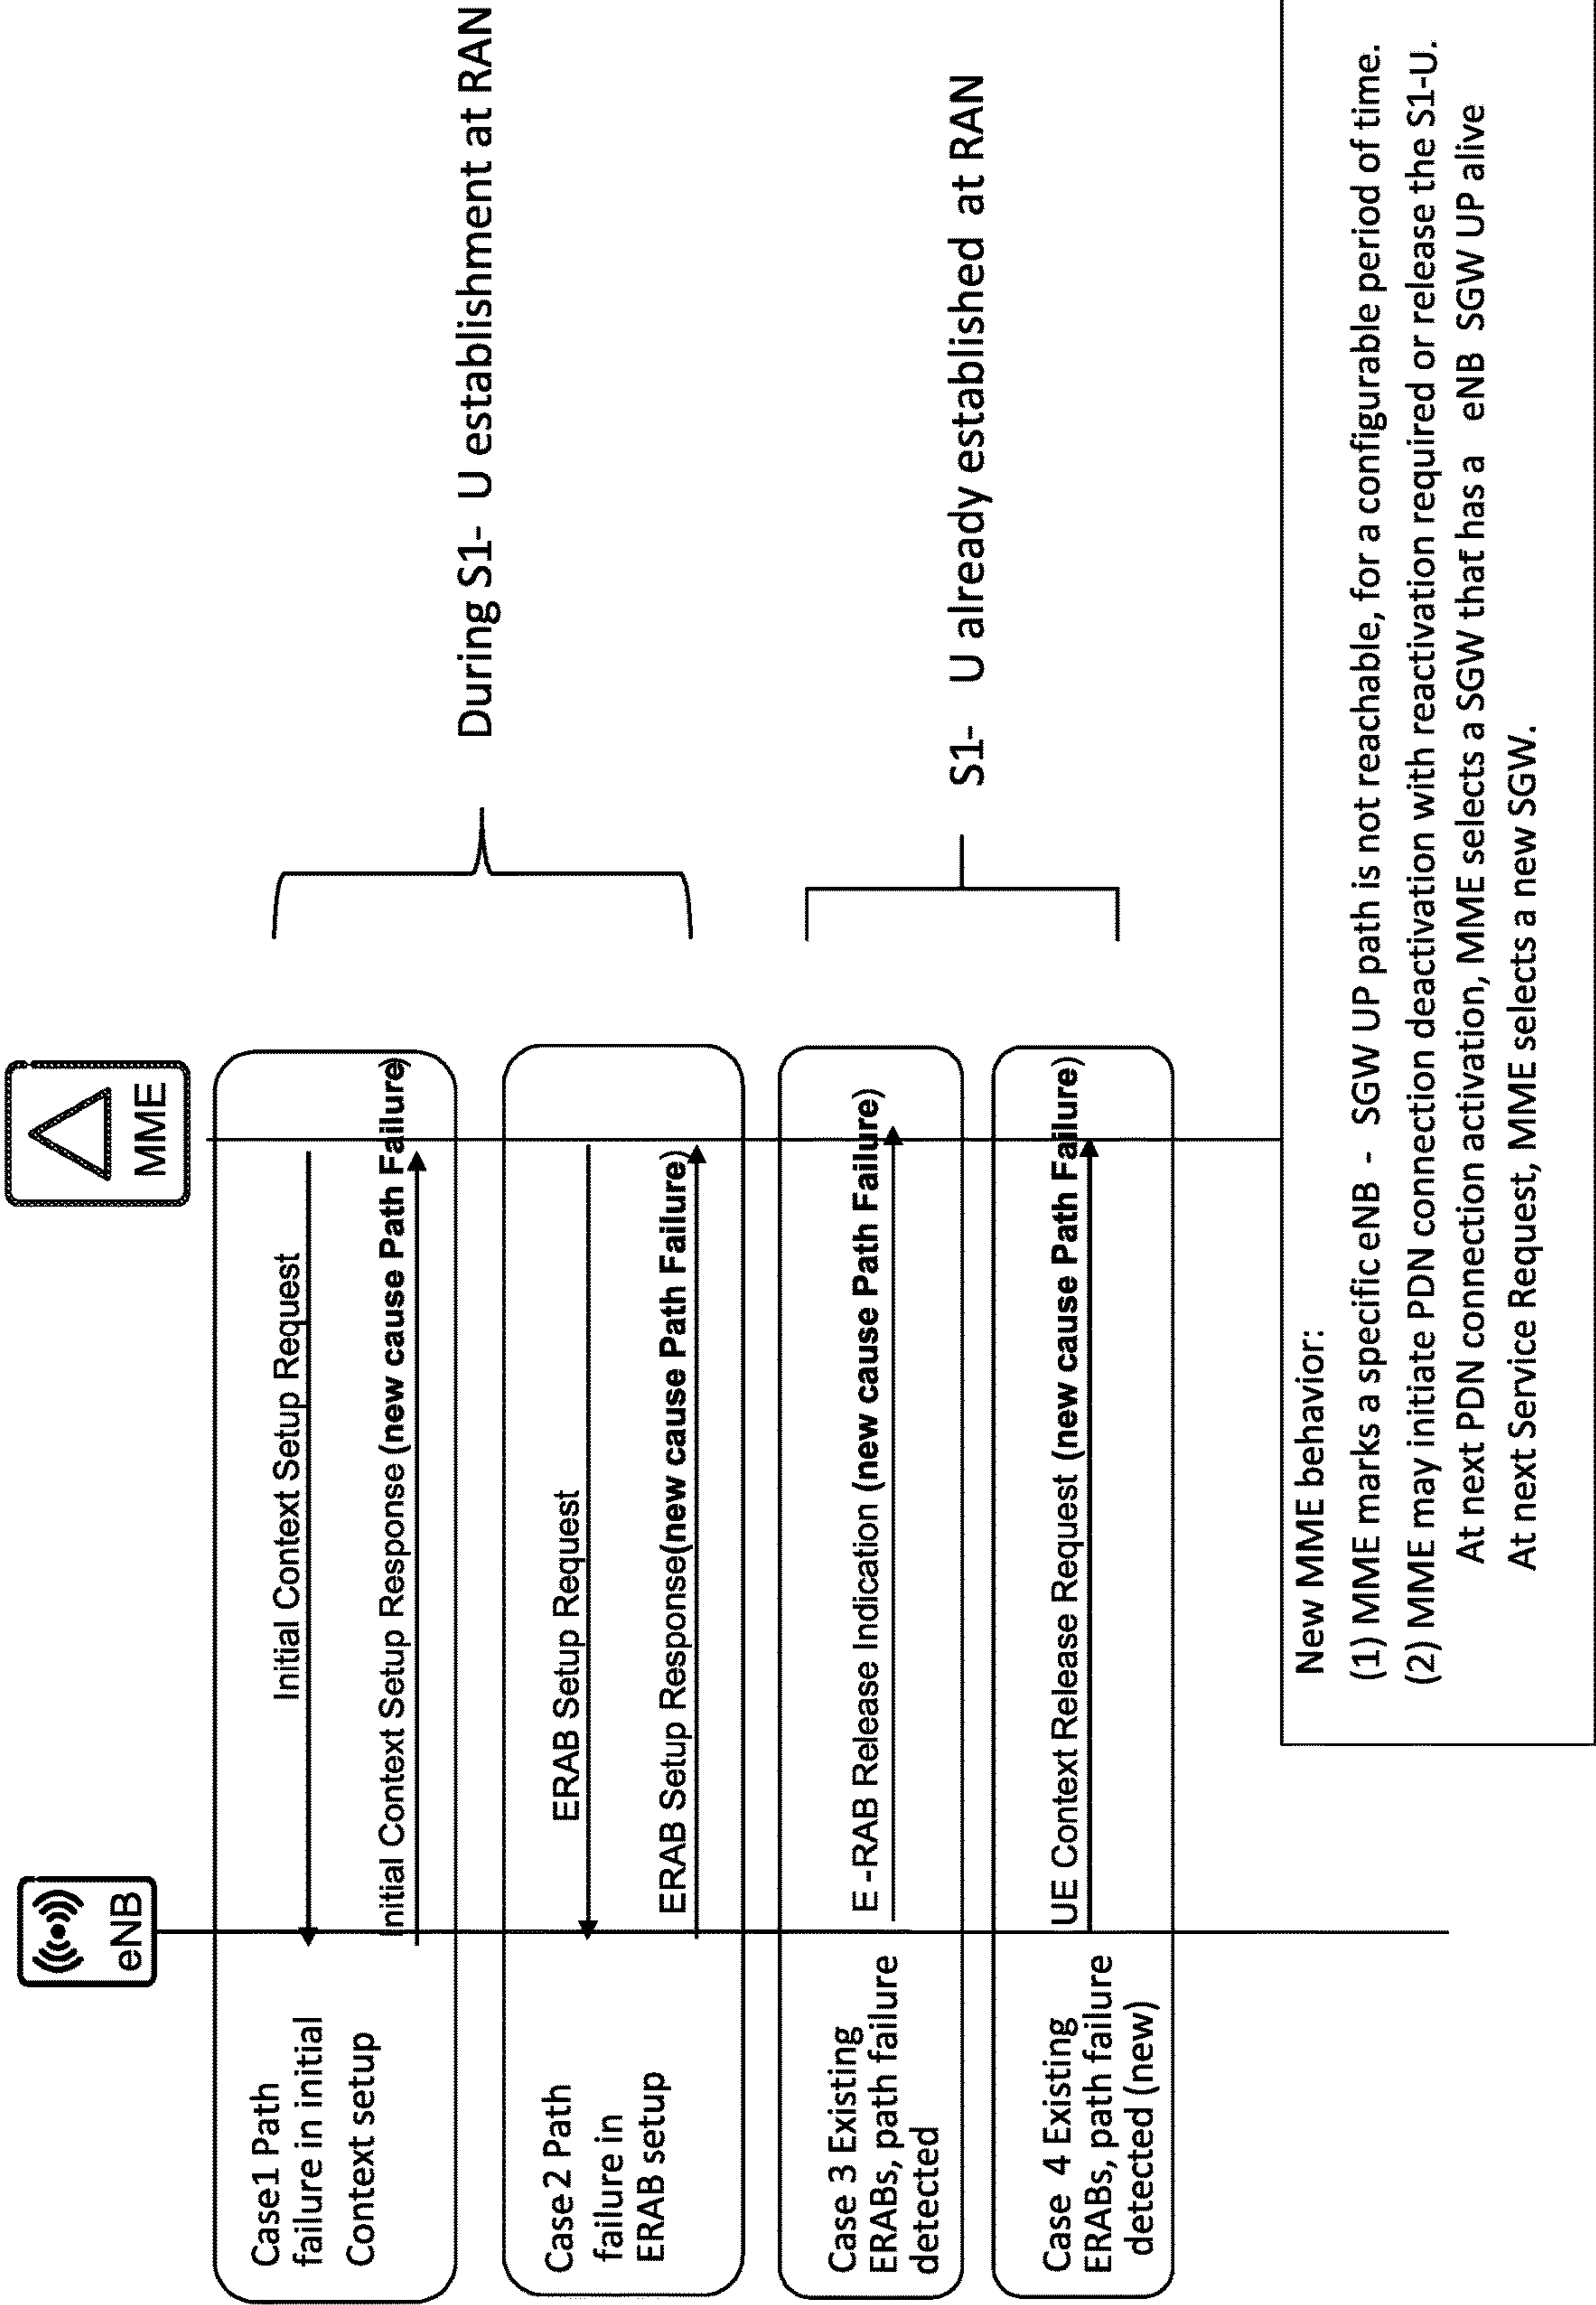 eNB
MME
Case1 Path
failure in initial
Context setup
Initial Context Setup Request
Initial Context Setup Response (new cause Path Failure)
Case2 Path
failure in
ERAB setup
ERAB Setup Request
ERAB Setup Response(new cause Path Failure)
During S1- U establishment at RAN
Case 3 Existing
ERABs, path failure
detected
E -RAB Release Indication (new cause Path Failure)
Case 4 Existing
ERABs, path failure
detected (new)
UE Context Release Request (new cause Path Failure)
S1- U already established at RAN
New MME behavior:
(1) MME marks a specific eNB - SGW UP path is not reachable, for a configurable period of time.
(2) MME may initiate PDN connection deactivation with reactivation required or release the S1-U.
At next PDN connection activation, MME selects a SGW that has a eNB SGW UP alive
At next Service Request, MME selects a new SGW.